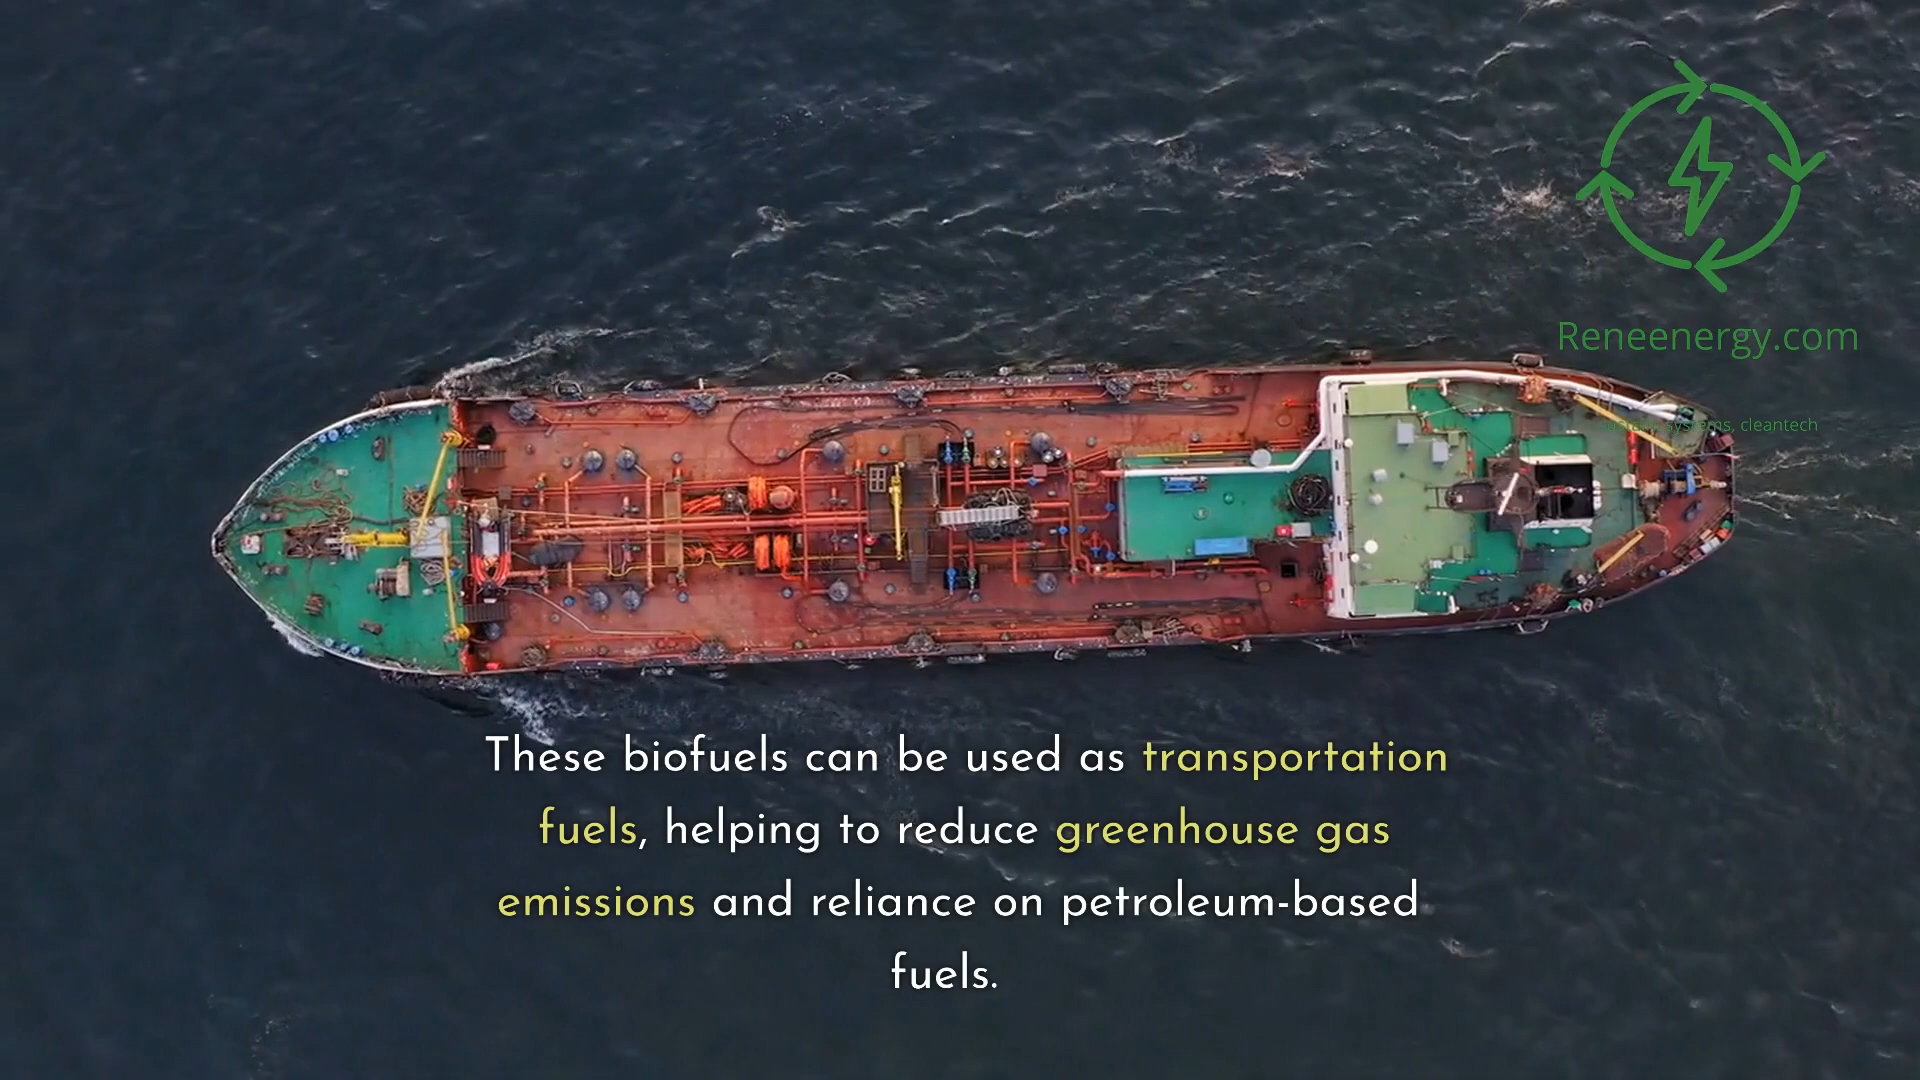 Reneenergy.com
systems, cleantech
These biofuels can be used as transportation
fuels, helping to reduce greenhouse gas
emissions and reliance on petroleum-based
fuels.